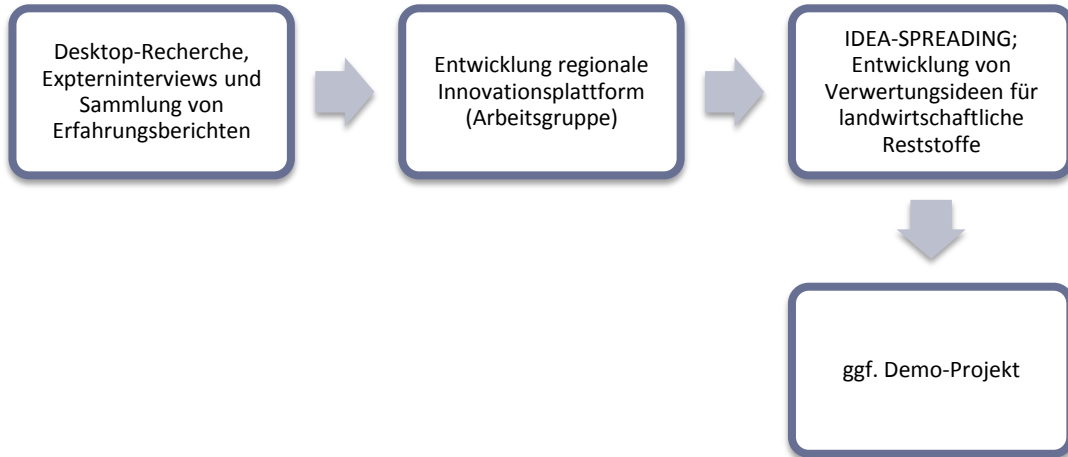 Desktop-Recherche,
Expterninterviews und
Sammlung von
Erfahrungsberichten
Entwicklung regionale
Innovationsplattform
(Arbeitsgruppe)
IDEA-SPREADING;
Entwicklung von
Verwertungsideen für
landwirtschaftliche
Reststoffe
ggf. Demo-Projekt